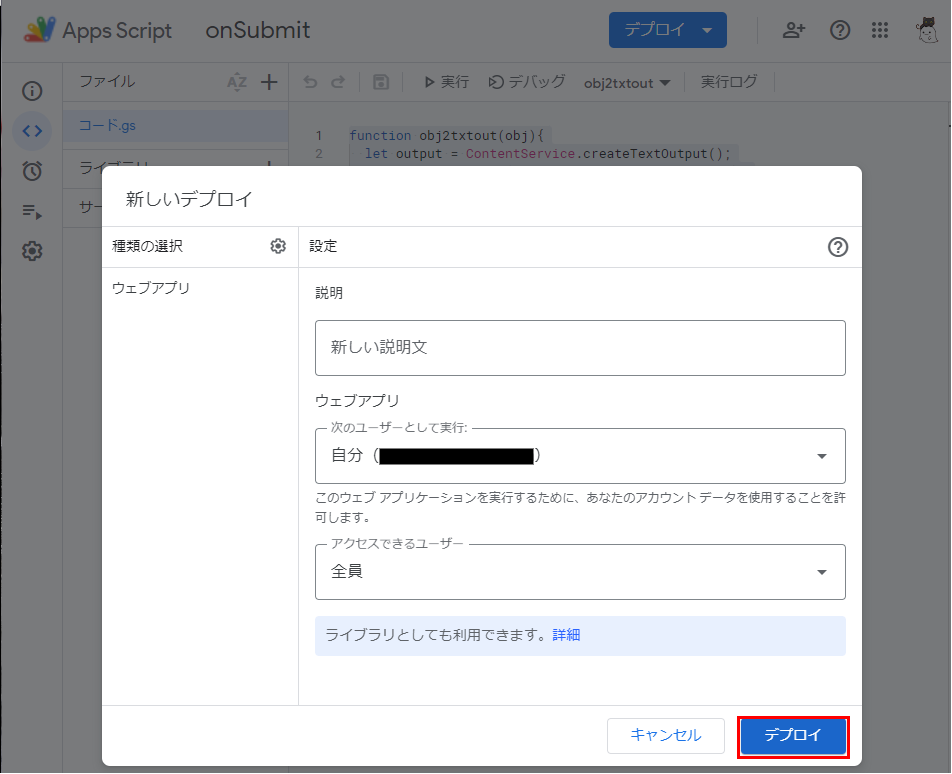 Apps Script onSubmit デプロイ
ファイル AZ 実行 デバッグ obj2txtout 実行ログ
コード.gs
1 function obj2txtout(obj){
2 let output = ContentService.createTextOutput();
ライブラリ
サー
新しいデプロイ
種類の選択 設定
ウェブアプリ
説明
新しい説明文
ウェブアプリ
次のユーザーとして実行:
自分（ ）
このウェブ アプリケーションを実行するために、あなたのアカウント データを使用することを許
可します。
アクセスできるユーザー
全員
ライブラリとしても利用できます。詳細
キャンセル デプロイ